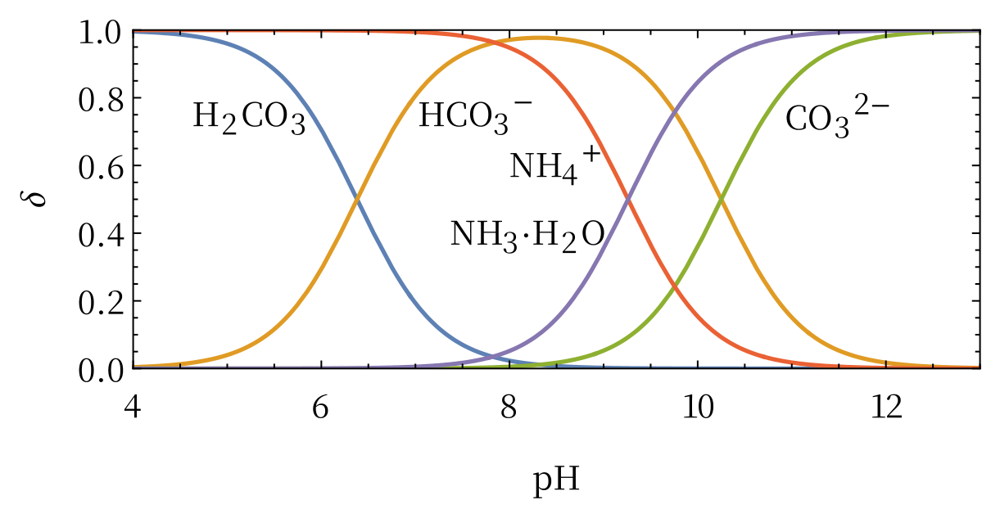 1.0
0.8
0.6
0.4
0.2
0.0
δ
H₂CO₃
HCO₃⁻
CO₃²⁻
NH₄⁺
NH₃·H₂O
4 6 8 10 12
pH